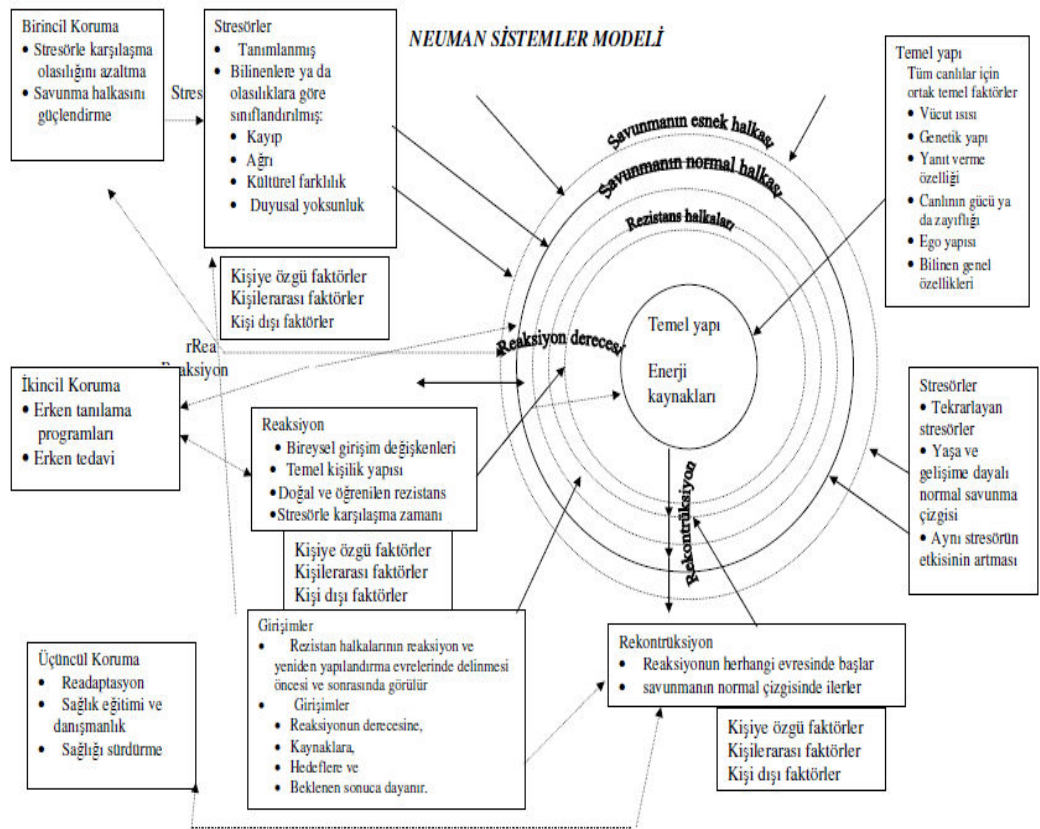 NEUMAN SİSTEMLER MODELİ
Birincil Koruma
• Stresörle karşılaşma
olasılığını azaltma
• Savunma halkasını
güçlendirme
Stres
Stresörler
• Tanımlanmış
• Bilinenlere ya da
olasılıklara göre
sınıflandırılmış:
• Kayıp
• Ağrı
• Kültürel farklılık
• Duyusal yoksunluk
Kişiye özgü faktörler
Kişilerarası faktörler
Kişi dışı faktörler
Temel yapı
Tüm canlılar için
ortak temel faktörler
• Vücut ısısı
• Genetik yapı
• Yanıt verme
özelliği
• Canlının gücü ya
da zayıflığı
• Ego yapısı
• Bilinen genel
özellikleri
Savunmanın esnek halkası
Savunmanın normal halkası
Rezistans halkaları
Temel yapı
Enerji
kaynakları
Reaksiyon derecesi
rRea
aksiyon
İkincil Koruma
• Erken tanılama
programları
• Erken tedavi
Reaksiyon
• Bireysel girişim değişkenleri
• Temel kişilik yapısı
• Doğal ve öğrenilen rezistans
• Stresörle karşılaşma zamanı
Kişiye özgü faktörler
Kişilerarası faktörler
Kişi dışı faktörler
Stresörler
• Tekrarlayan
stresörler
• Yaşa ve
gelişime dayalı
normal savunma
çizgisi
• Aynı stresörün
etkisinin artması
Rekontrüksiyon
Üçüncül Koruma
• Readaptasyon
• Sağlık eğitimi ve
danışmanlık
• Sağlığı sürdürme
Girişimler
• Rezistan halkalarının reaksiyon ve
yeniden yapılandırma evrelerinde delinmesi
öncesi ve sonrasında görülür
• Girişimler
• Reaksiyonun derecesine,
• Kaynaklara,
• Hedeflere ve
• Beklenen sonuca dayanır.
Rekontrüksiyon
• Reaksiyonun herhangi evresinde başlar
• savunmanın normal çizgisinde ilerler
Kişiye özgü faktörler
Kişilerarası faktörler
Kişi dışı faktörler